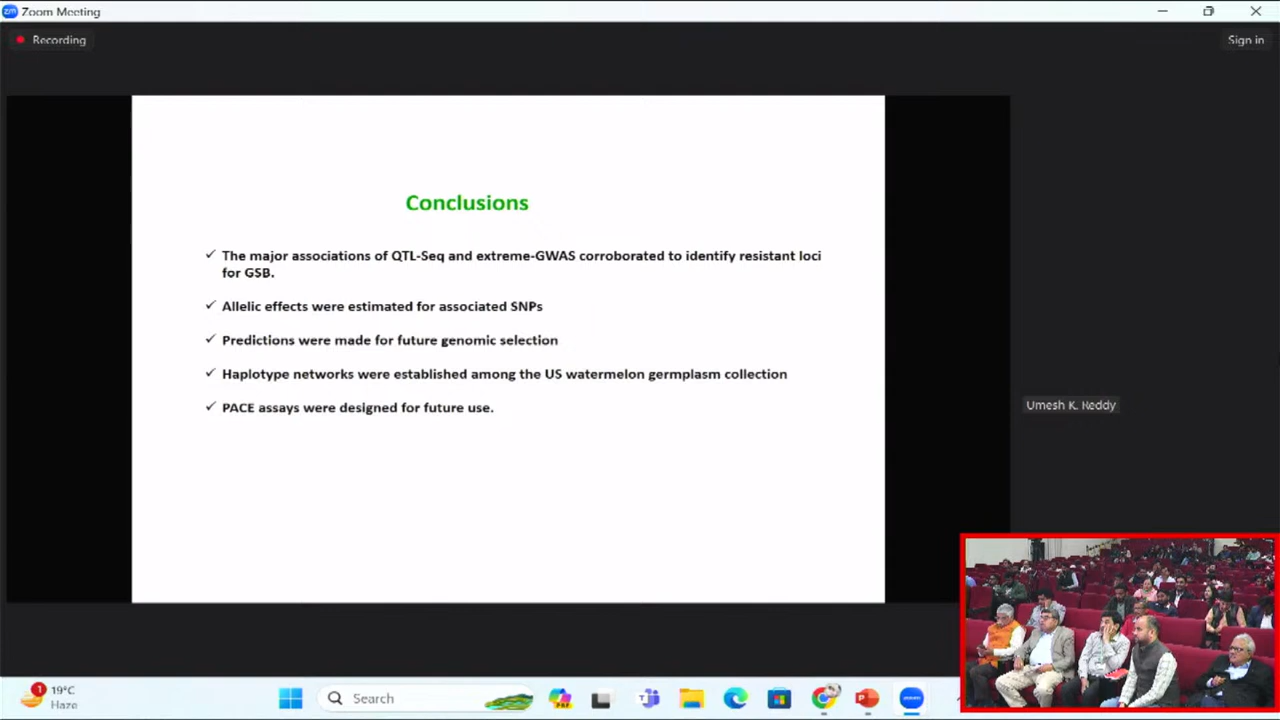 Zoom Meeting
Recording
Sign in
Conclusions
✓ The major associations of QTL-Seq and extreme-GWAS corroborated to identify resistant loci
for GSB.
✓ Allelic effects were estimated for associated SNPs
✓ Predictions were made for future genomic selection
✓ Haplotype networks were established among the US watermelon germplasm collection
✓ PACE assays were designed for future use.
Umesh K. Reddy
1
19°C
Haze
Search